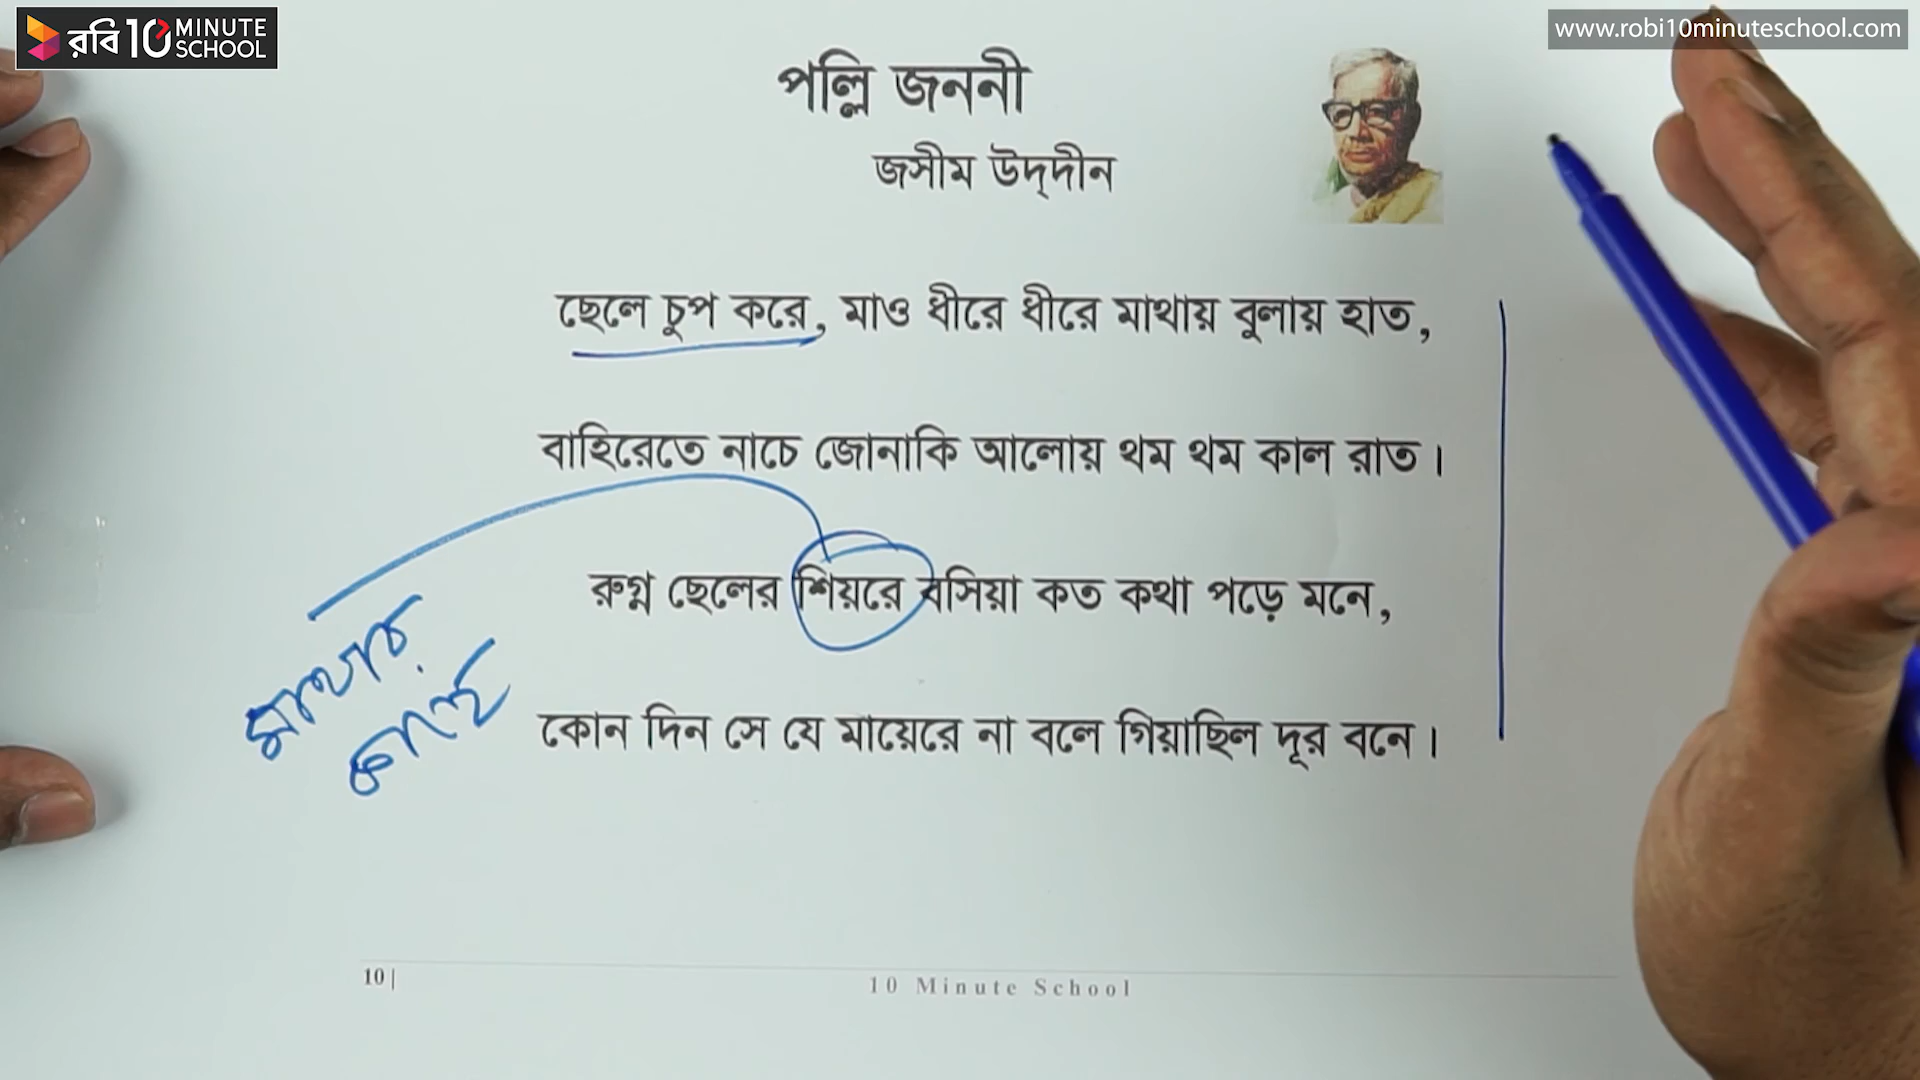 রবি 10 MINUTE SCHOOL
www.robi10minuteschool.com
পল্লি জননী
জসীম উদ্‌দীন
ছেলে চুপ করে, মাও ধীরে ধীরে মাথায় বুলায় হাত,
বাহিরেতে নাচে জোনাকি আলোয় থম থম কাল রাত।
রুগ্ন ছেলের শিয়রে বসিয়া কত কথা পড়ে মনে,
কোন দিন সে যে মায়েরে না বলে গিয়াছিল দূর বনে।
মাথার
কাছে
10|
10 Minute School